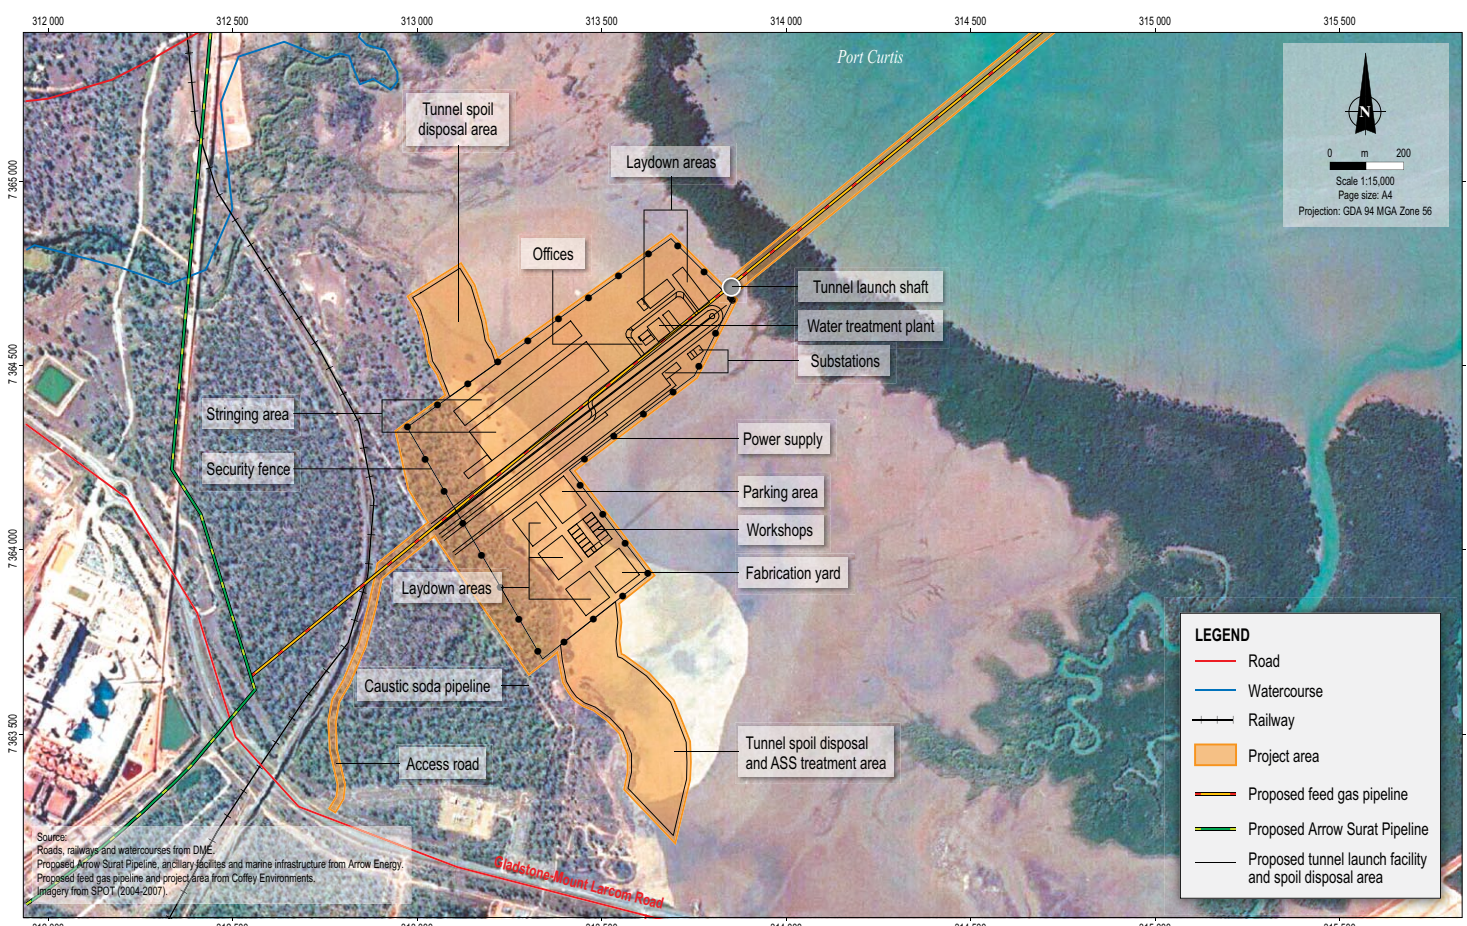 312 000 312 500 313 000 313 500 314 000 314 500 315 000 315 500
Port Curtis
N
0 m 200
Scale 1:15,000
Page size: A4
Projection: GDA 94 MGA Zone 56
7 365 000
7 364 500
7 364 000
7 363 500
Tunnel spoil
disposal area
Laydown areas
Offices
Tunnel launch shaft
Water treatment plant
Substations
Stringing area
Security fence
Power supply
Parking area
Workshops
Fabrication yard
Laydown areas
Caustic soda pipeline
Access road
Tunnel spoil disposal
and ASS treatment area
Gladstone-Mount Larcom Road
LEGEND
Road
Watercourse
Railway
Project area
Proposed feed gas pipeline
Proposed Arrow Surat Pipeline
Proposed tunnel launch facility
and spoil disposal area
Source:
Roads, railways and watercourses from DME.
Proposed Arrow Surat Pipeline, ancillary facilites and marine infrastructure from Arrow Energy.
Proposed feed gas pipeline and project area from Coffey Environments.
Imagery from SPOT (2004-2007).